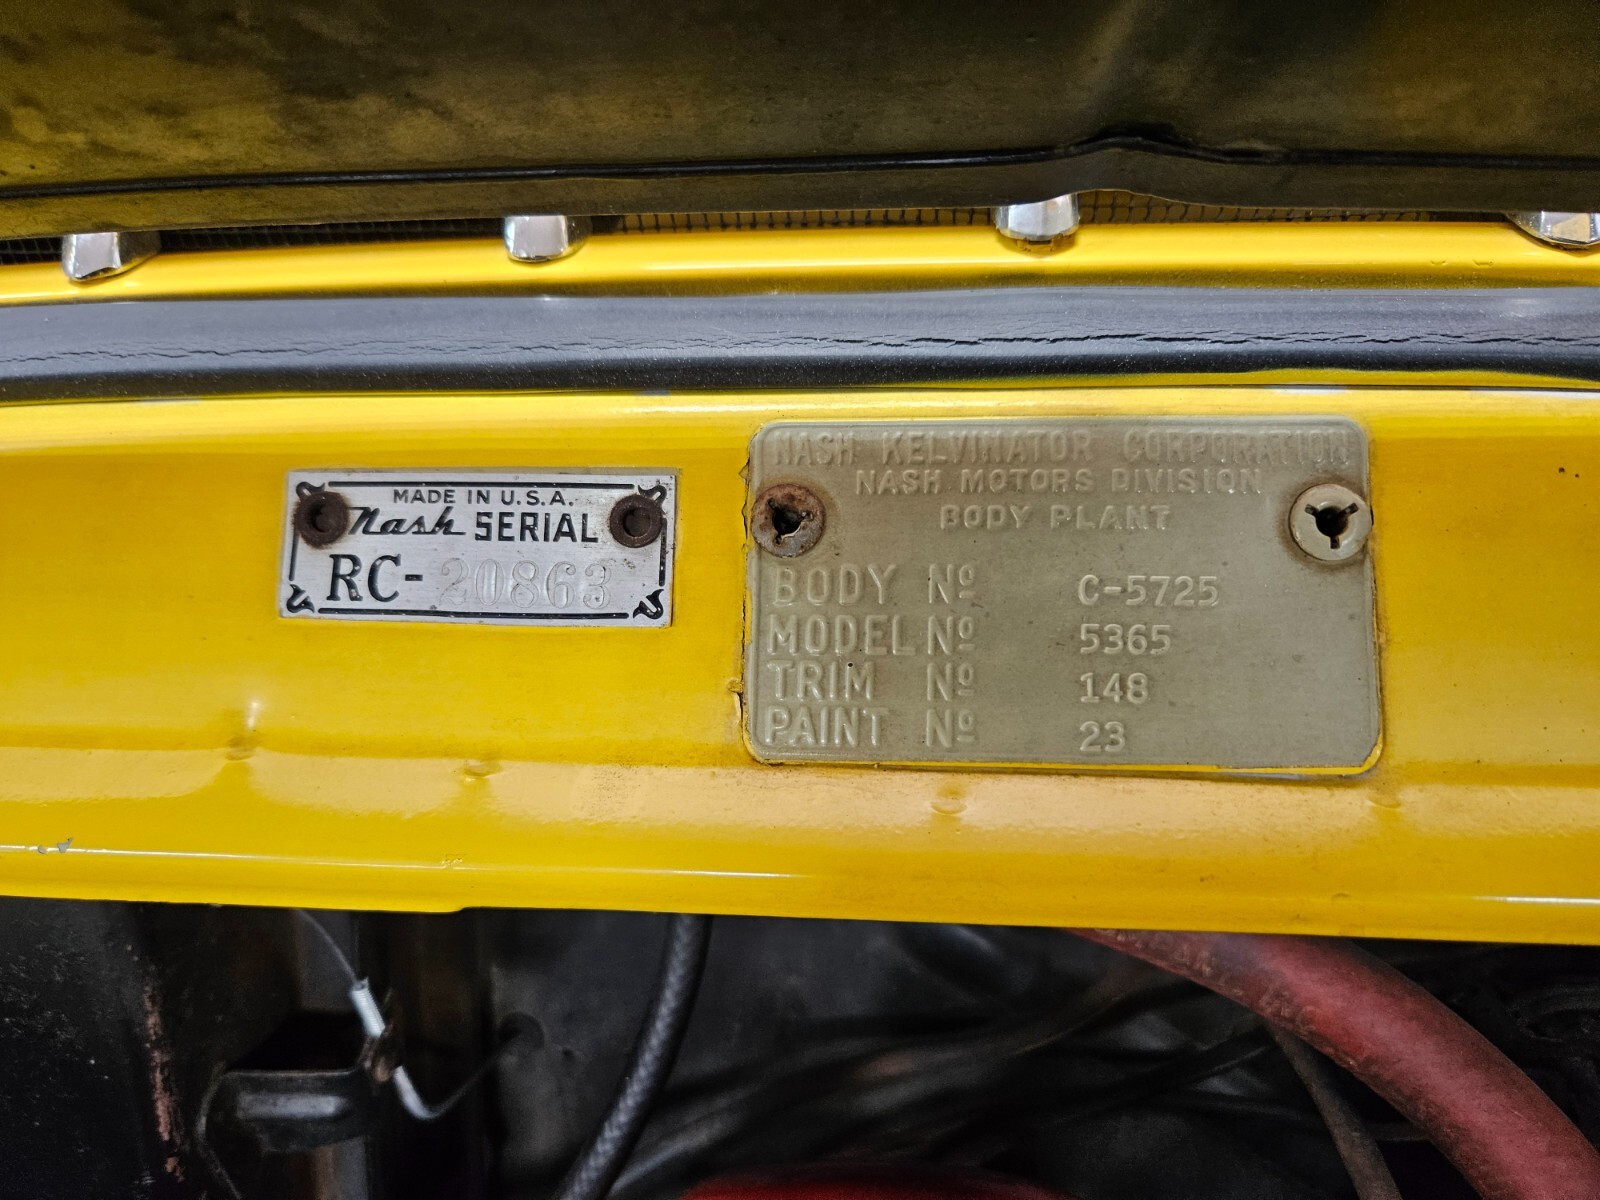 MADE IN U.S.A.
Nash SERIAL
RC-20863
NASH KELVINATOR CORPORATION
NASH MOTORS DIVISION
BODY PLANT
BODY Nº C-5725
MODEL Nº 5365
TRIM Nº 148
PAINT Nº 23